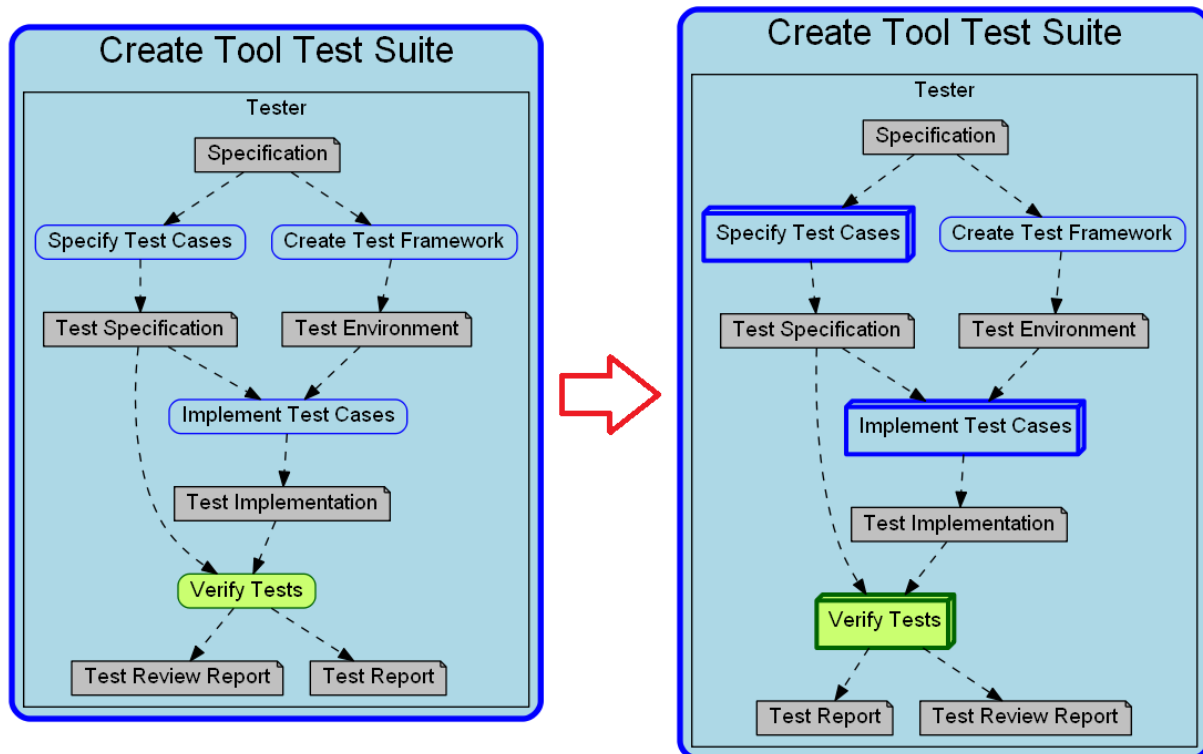 Create Tool Test Suite
Tester
Specification
Specify Test Cases
Create Test Framework
Test Specification
Test Environment
Implement Test Cases
Test Implementation
Verify Tests
Test Review Report
Test Report
Create Tool Test Suite
Tester
Specification
Specify Test Cases
Create Test Framework
Test Specification
Test Environment
Implement Test Cases
Test Implementation
Verify Tests
Test Report
Test Review Report